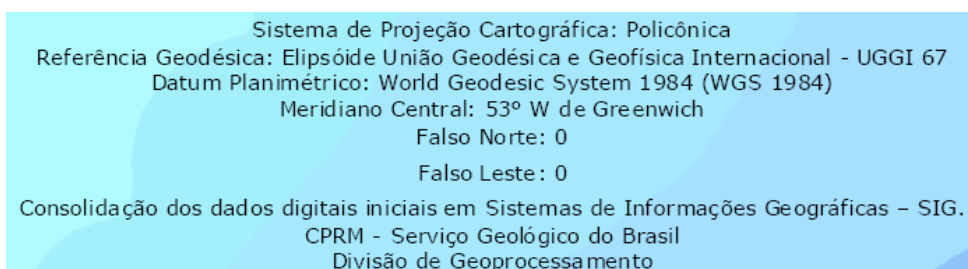 Sistema de Projeção Cartográfica: Policônica
Referência Geodésica: Elipsóide União Geodésica e Geofísica Internacional - UGGI 67
Datum Planimétrico: World Geodesic System 1984 (WGS 1984)
Meridiano Central: 53º W de Greenwich
Falso Norte: 0
Falso Leste: 0
Consolidação dos dados digitais iniciais em Sistemas de Informações Geográficas – SIG.
CPRM - Serviço Geológico do Brasil
Divisão de Geoprocessamento